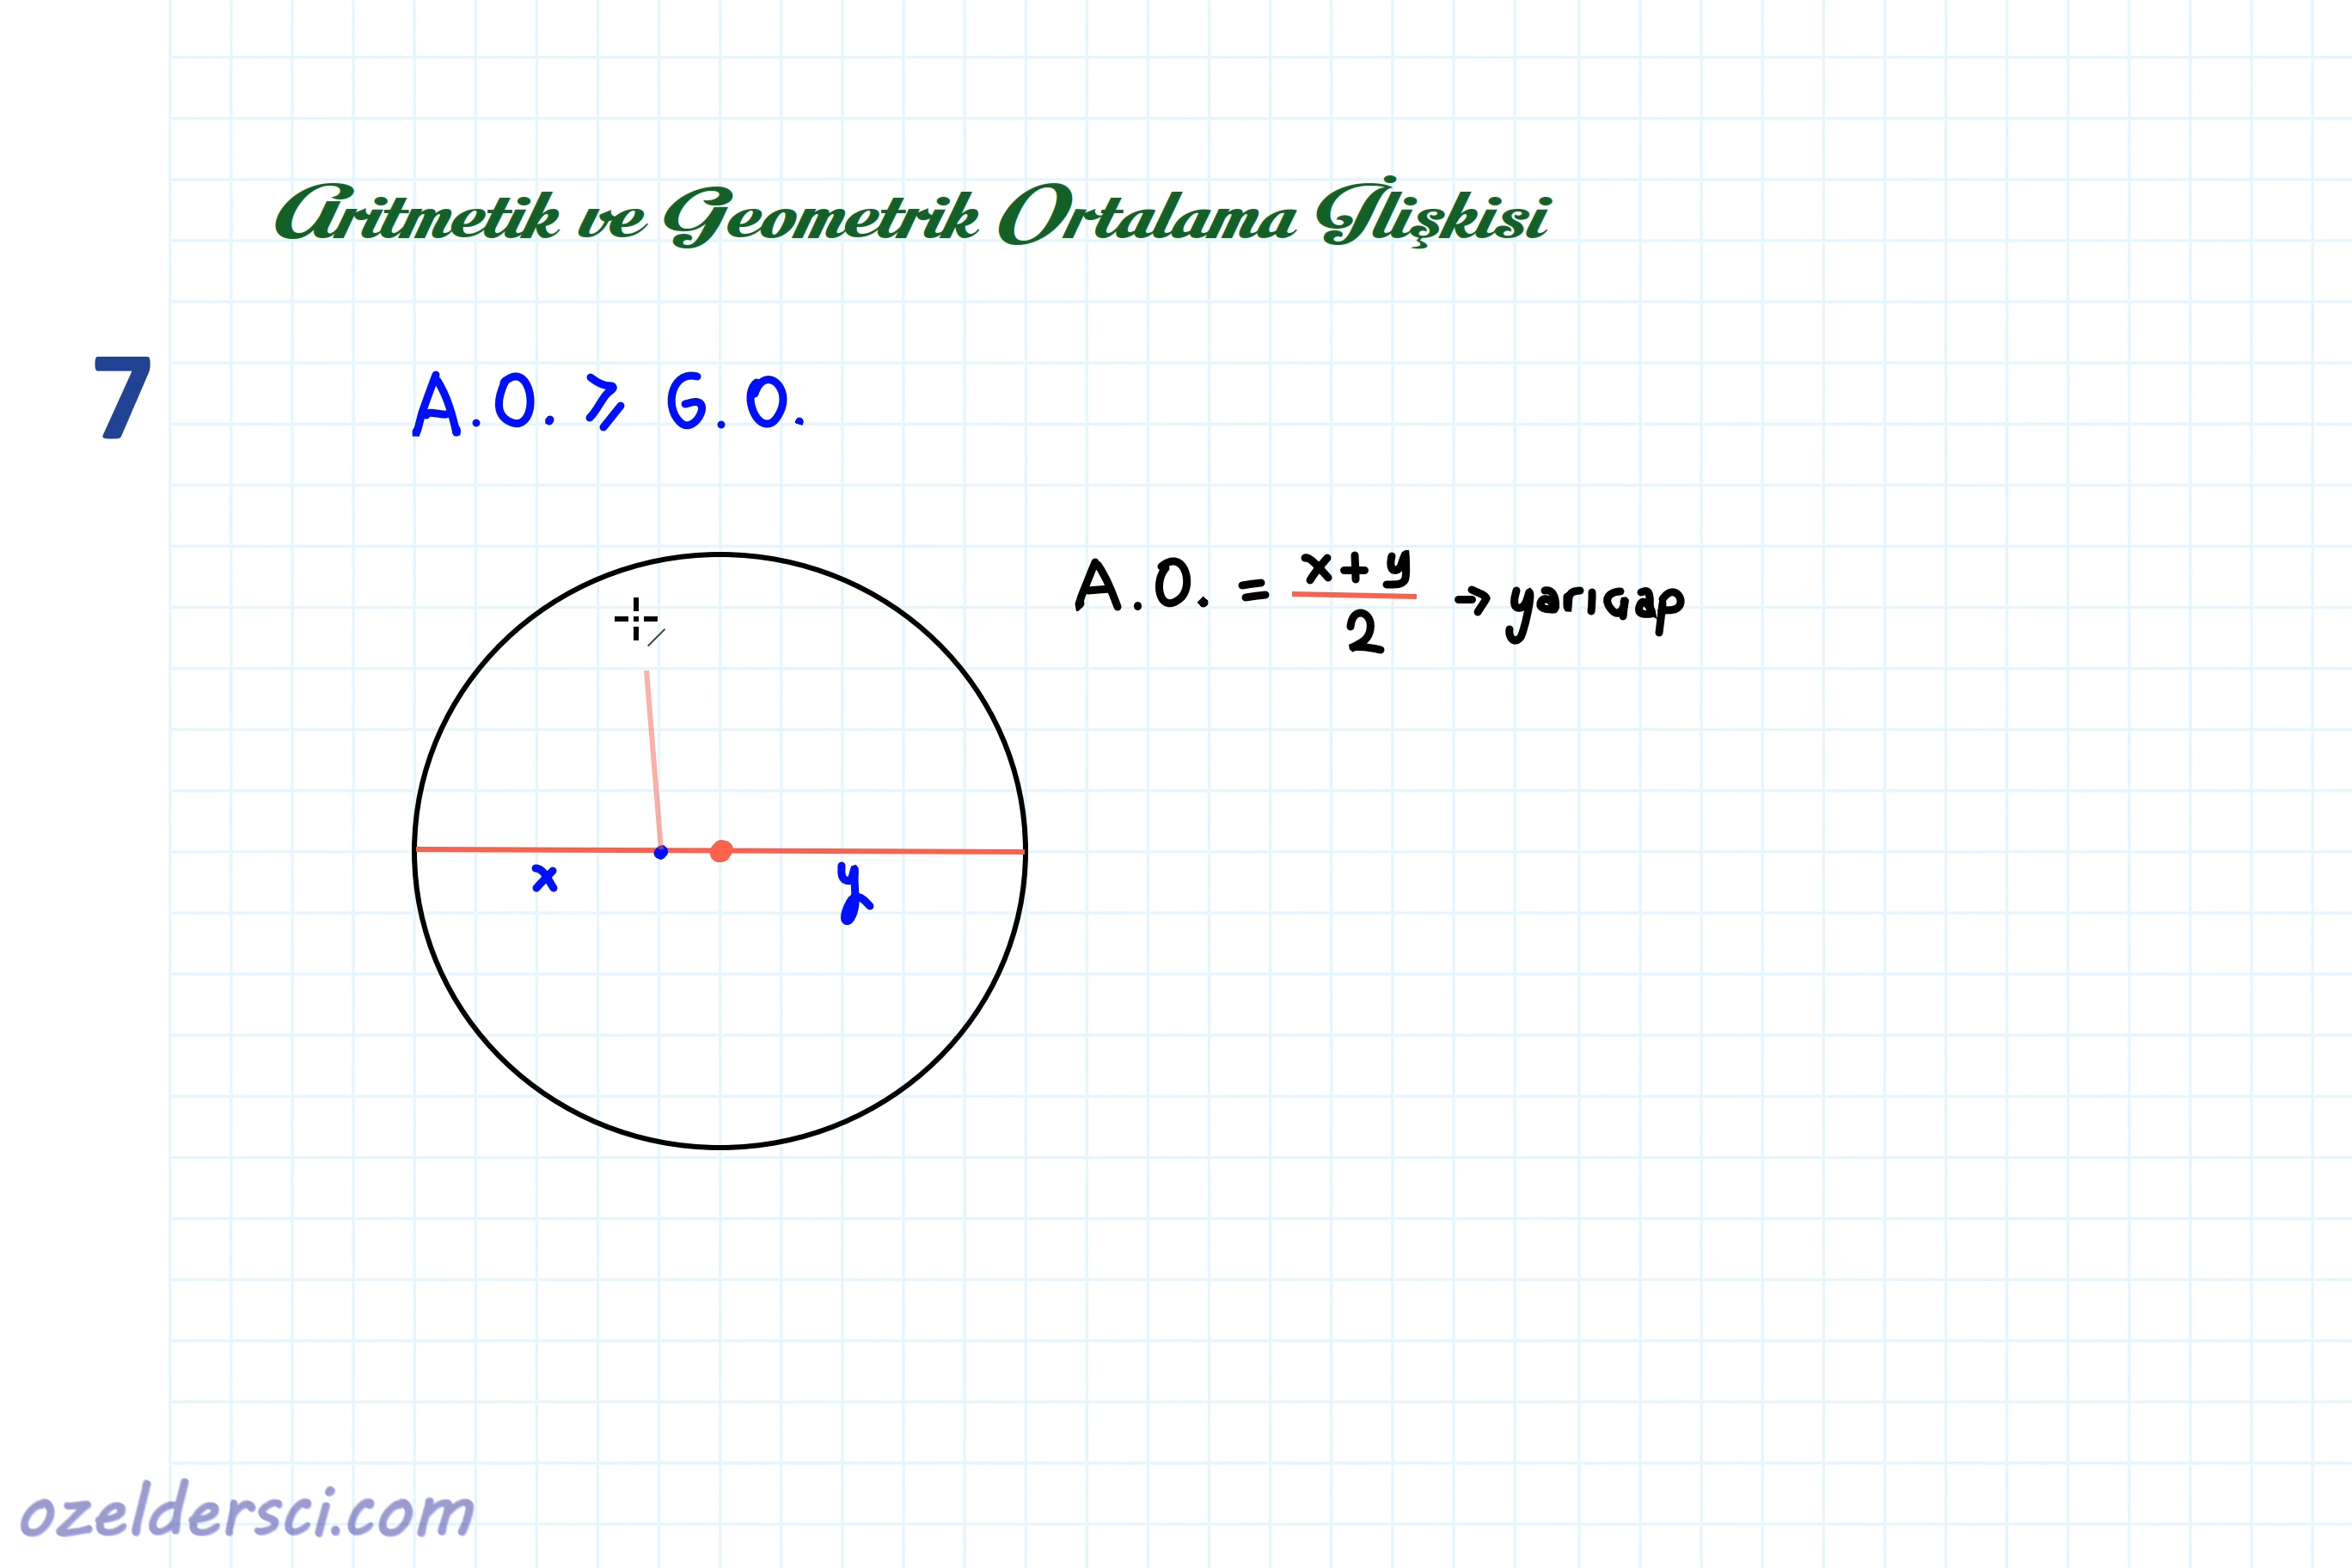 Aritmetik ve Geometrik Ortalama İlişkisi
7
A.O. ⩾ G.O.
A.O. = x+y / 2 → yarıçap
x
y
ozeldersci.com